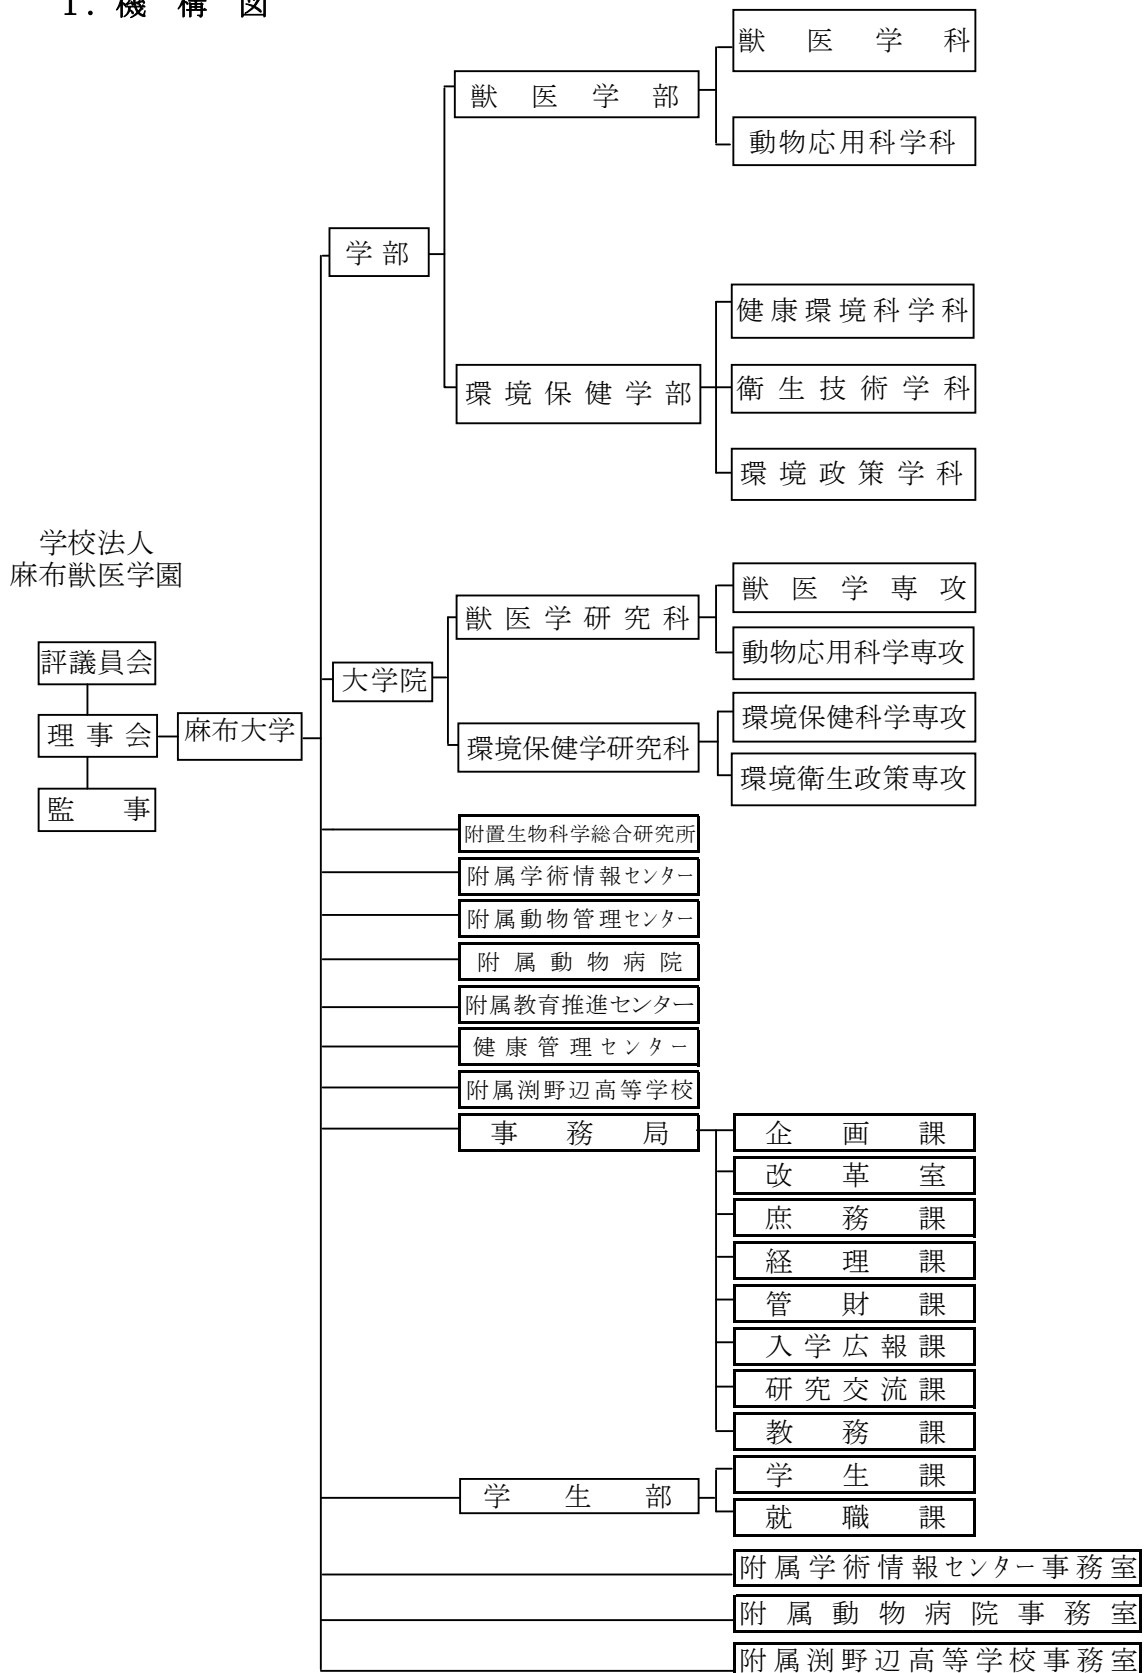 1. 機構図
獣医学科
獣医学部
動物応用科学科
学部
健康環境科学科
環境保健学部
衛生技術学科
環境政策学科
学校法人
麻布獣医学園
獣医学専攻
獣医学研究科
動物応用科学専攻
評議員会
大学院
理事会
麻布大学
環境保健科学専攻
環境保健学研究科
環境衛生政策専攻
監事
附置生物科学総合研究所
附属学術情報センター
附属動物管理センター
附属動物病院
附属教育推進センター
健康管理センター
附属渕野辺高等学校
事務局
企画課
改革室
庶務課
経理課
管財課
入学広報課
研究交流課
教務課
学生部
学生課
就職課
附属学術情報センター事務室
附属動物病院事務室
附属渕野辺高等学校事務室